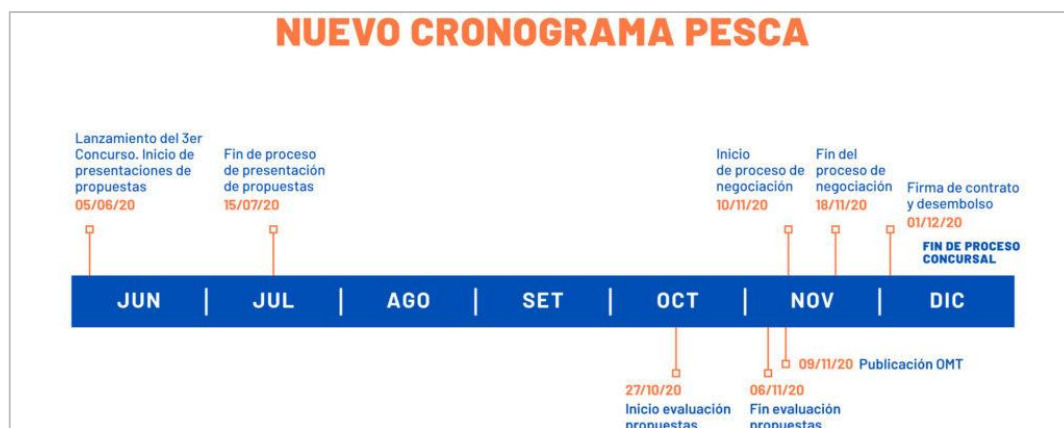 NUEVO CRONOGRAMA PESCA
Lanzamiento del 3er
Concurso. Inicio de
presentaciones de
propuestas
05/06/20
Fin de proceso
de presentación
de propuestas
15/07/20
Inicio
de proceso de
negociación
10/11/20
Fin del
proceso de
negociación
18/11/20
Firma de contrato
y desembolso
01/12/20
FIN DE PROCESO
CONCURSAL
JUN | JUL | AGO | SET | OCT | NOV | DIC
27/10/20
Inicio evaluación
propuestas
06/11/20
Fin evaluación
propuestas
09/11/20 Publicación OMT